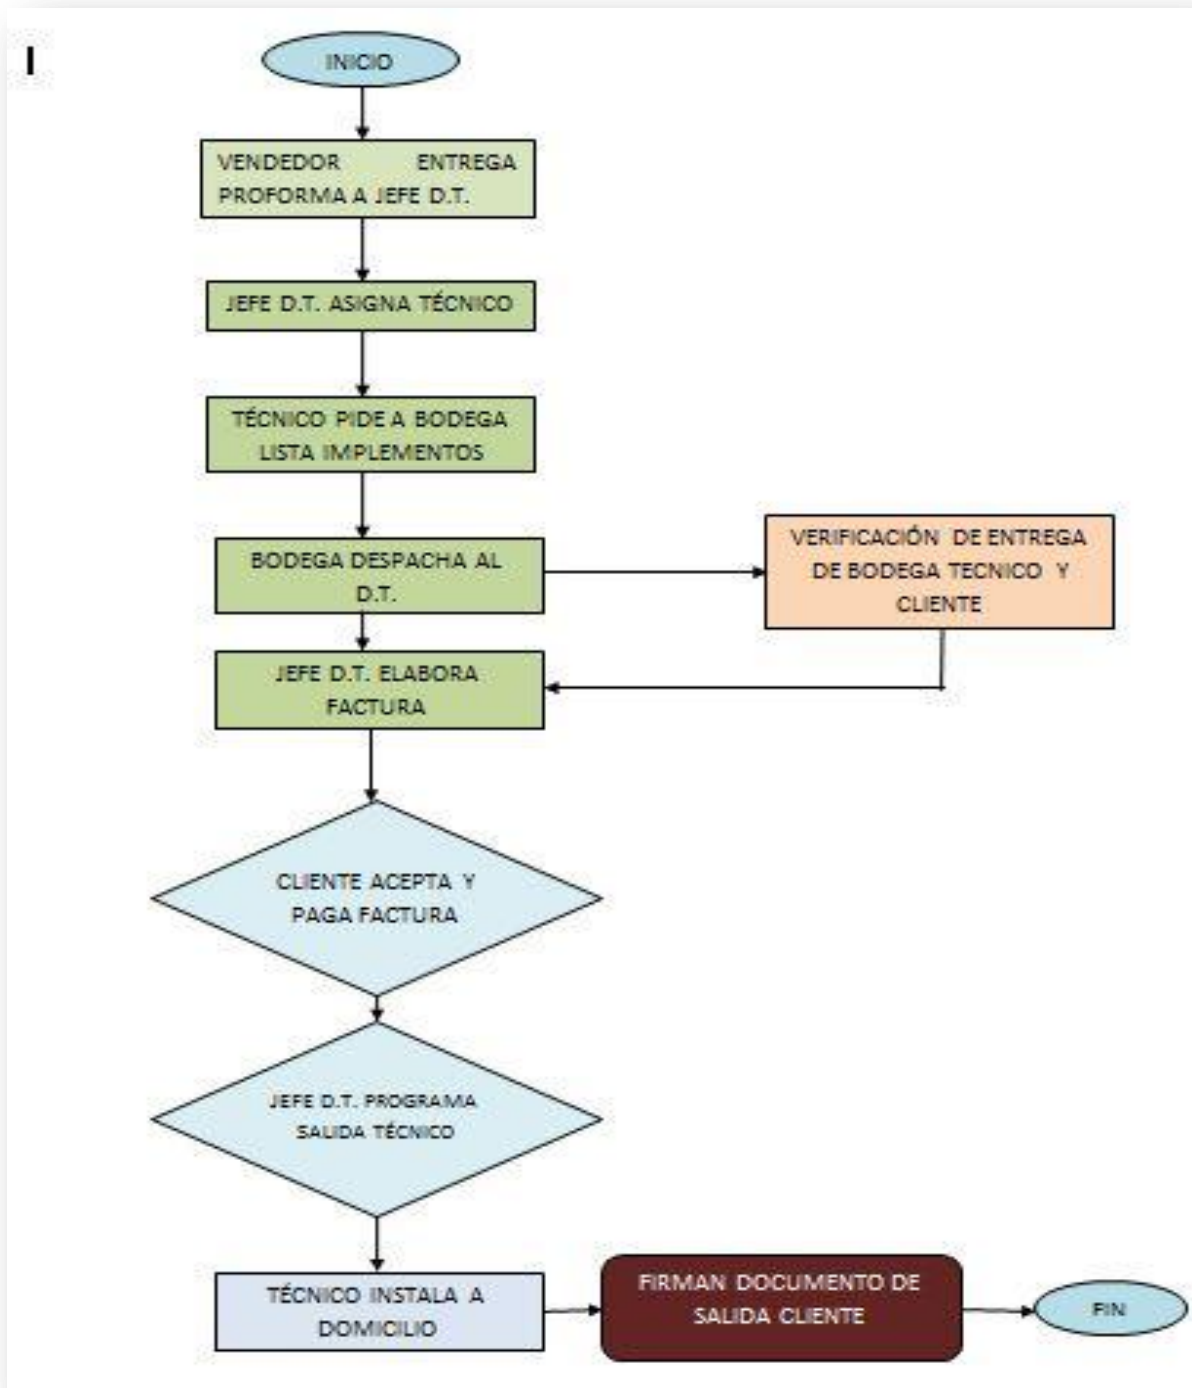 I
INICIO
VENDEDOR ENTREGA
PROFORMA A JEFE D.T.
JEFE D.T. ASIGNA TÉCNICO
TÉCNICO PIDE A BODEGA
LISTA IMPLEMENTOS
BODEGA DESPACHA AL
D.T.
VERIFICACIÓN DE ENTREGA
DE BODEGA TECNICO Y
CLIENTE
JEFE D.T. ELABORA
FACTURA
CLIENTE ACEPTA Y
PAGA FACTURA
JEFE D.T. PROGRAMA
SALIDA TÉCNICO
TÉCNICO INSTALA A
DOMICILIO
FIRMAN DOCUMENTO DE
SALIDA CLIENTE
FIN